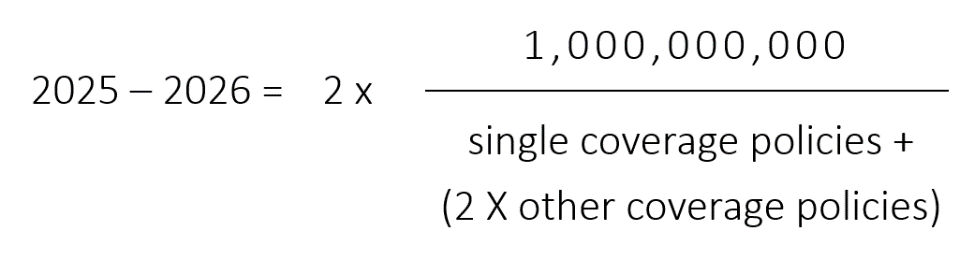 1,000,000,000
2025 – 2026 = 2 x
single coverage policies +
(2 X other coverage policies)